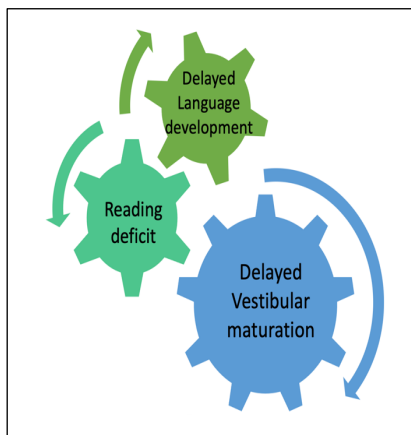 Delayed
Language
development
Reading
deficit
Delayed
Vestibular
maturation